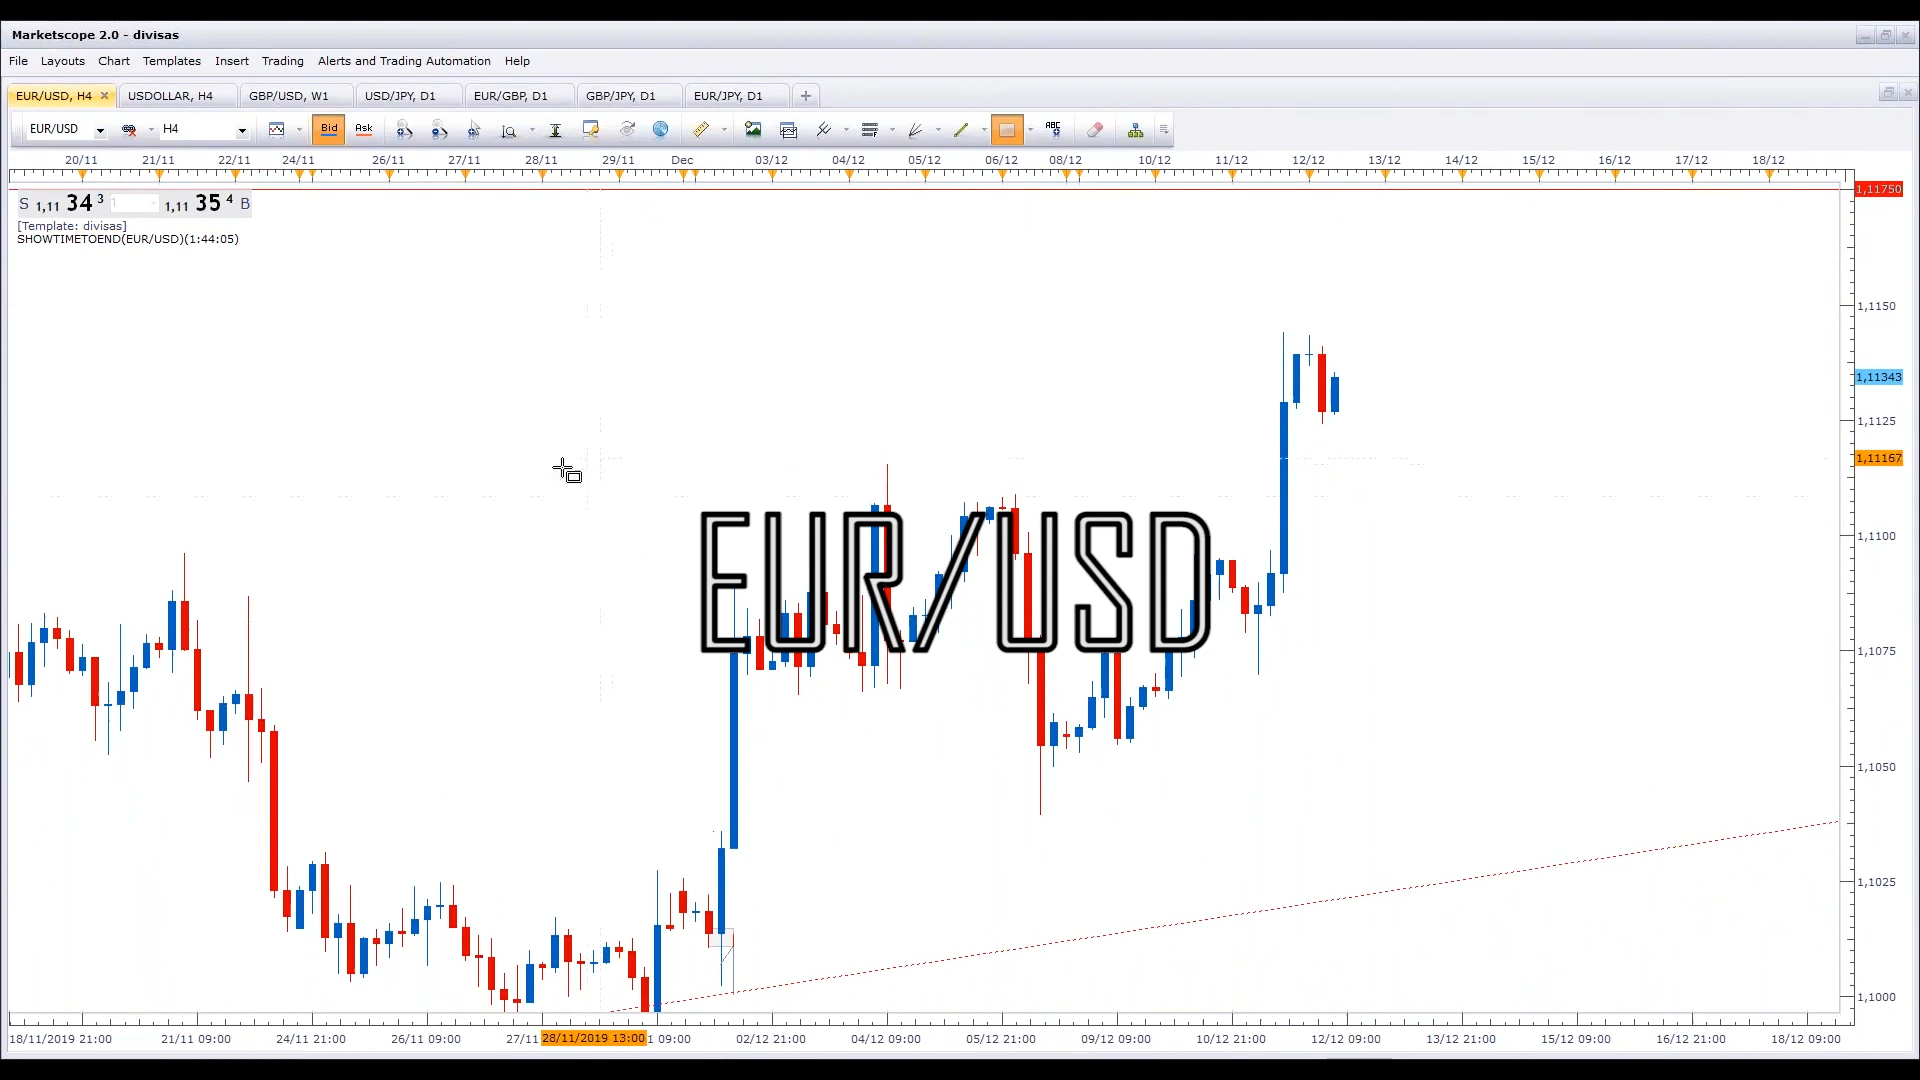 Marketscope 2.0 - divisas
File Layouts Chart Templates Insert Trading Alerts and Trading Automation Help
EUR/USD, H4 USDOLLAR, H4 GBP/USD, W1 USD/JPY, D1 EUR/GBP, D1 GBP/JPY, D1 EUR/JPY, D1
EUR/USD H4 Bid Ask ABC
20/11 21/11 22/11 24/11 26/11 27/11 28/11 29/11 Dec 03/12 04/12 05/12 06/12 08/12 10/12 11/12 12/12 13/12 14/12 15/12 16/12 17/12 18/12
1,11750
S 1,11 34 3 1 1,11 35 4 B
[Template: divisas]
SHOWTIMETOEND(EUR/USD)(1:44:05)
1,1150
1,11343
1,1125
1,11167
1,1100
EUR/USD
1,1075
1,1050
1,1025
1,1000
18/11/2019 21:00 21/11 09:00 24/11 21:00 26/11 09:00 27/11 28/11/2019 13:00 1 09:00 02/12 21:00 04/12 09:00 05/12 21:00 09/12 09:00 10/12 21:00 12/12 09:00 13/12 21:00 15/12 09:00 16/12 21:00 18/12 09:00